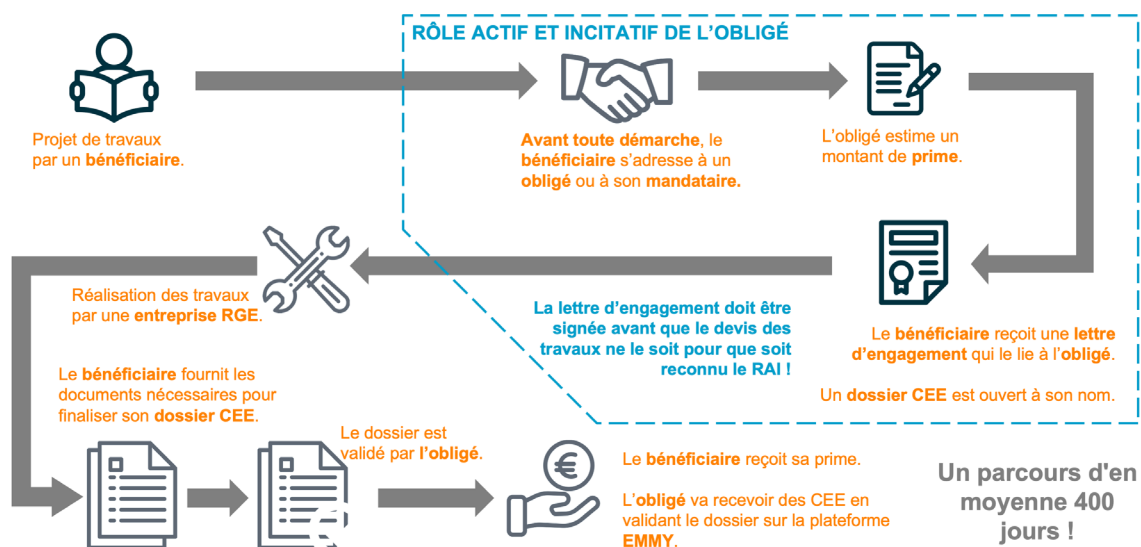 RÔLE ACTIF ET INCITATIF DE L'OBLIGÉ
Projet de travaux
par un bénéficiaire.
Avant toute démarche, le
bénéficiaire s'adresse à un
obligé ou à son mandataire.
L'obligé estime un
montant de prime.
Le bénéficiaire reçoit une lettre
d'engagement qui le lie à l'obligé.
Un dossier CEE est ouvert à son nom.
La lettre d'engagement doit être
signée avant que le devis des
travaux ne le soit pour que soit
reconnu le RAI !
Réalisation des travaux
par une entreprise RGE.
Le bénéficiaire fournit les
documents nécessaires pour
finaliser son dossier CEE.
Le dossier est
validé par l'obligé.
€
Le bénéficiaire reçoit sa prime.
L'obligé va recevoir des CEE en
validant le dossier sur la plateforme
EMMY.
Un parcours d'en
moyenne 400
jours !